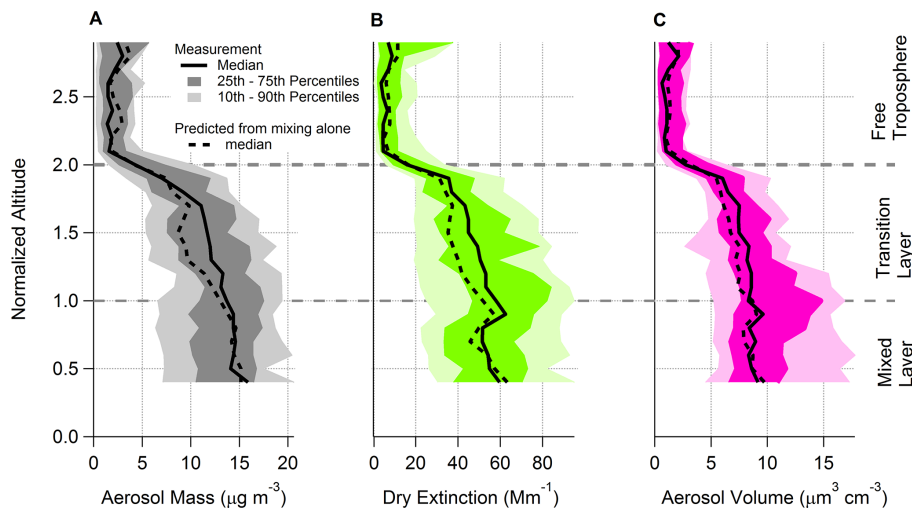 A
B
C
Measurement
Median
25th - 75th Percentiles
10th - 90th Percentiles
Predicted from mixing alone
median
Normalized Altitude
2.5
2.0
1.5
1.0
0.5
0.0
0 5 10 15 20
0 20 40 60 80
0 5 10 15
Aerosol Mass (μg m⁻³)
Dry Extinction (Mm⁻¹)
Aerosol Volume (μm³ cm⁻³)
Free
Troposphere
Transition
Layer
Mixed
Layer